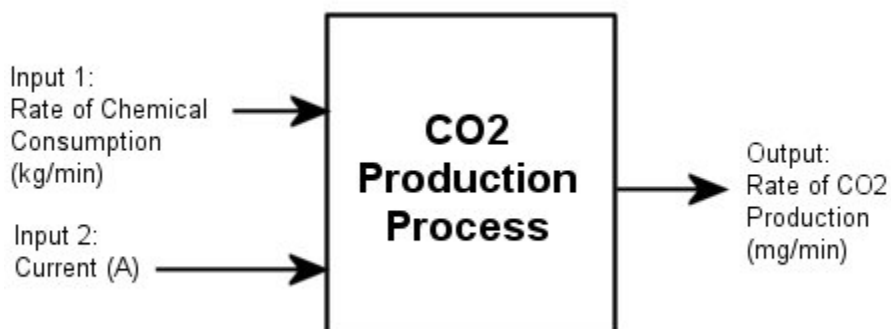 Input 1:
Rate of Chemical
Consumption
(kg/min)
Input 2:
Current (A)
CO2
Production
Process
Output:
Rate of CO2
Production
(mg/min)